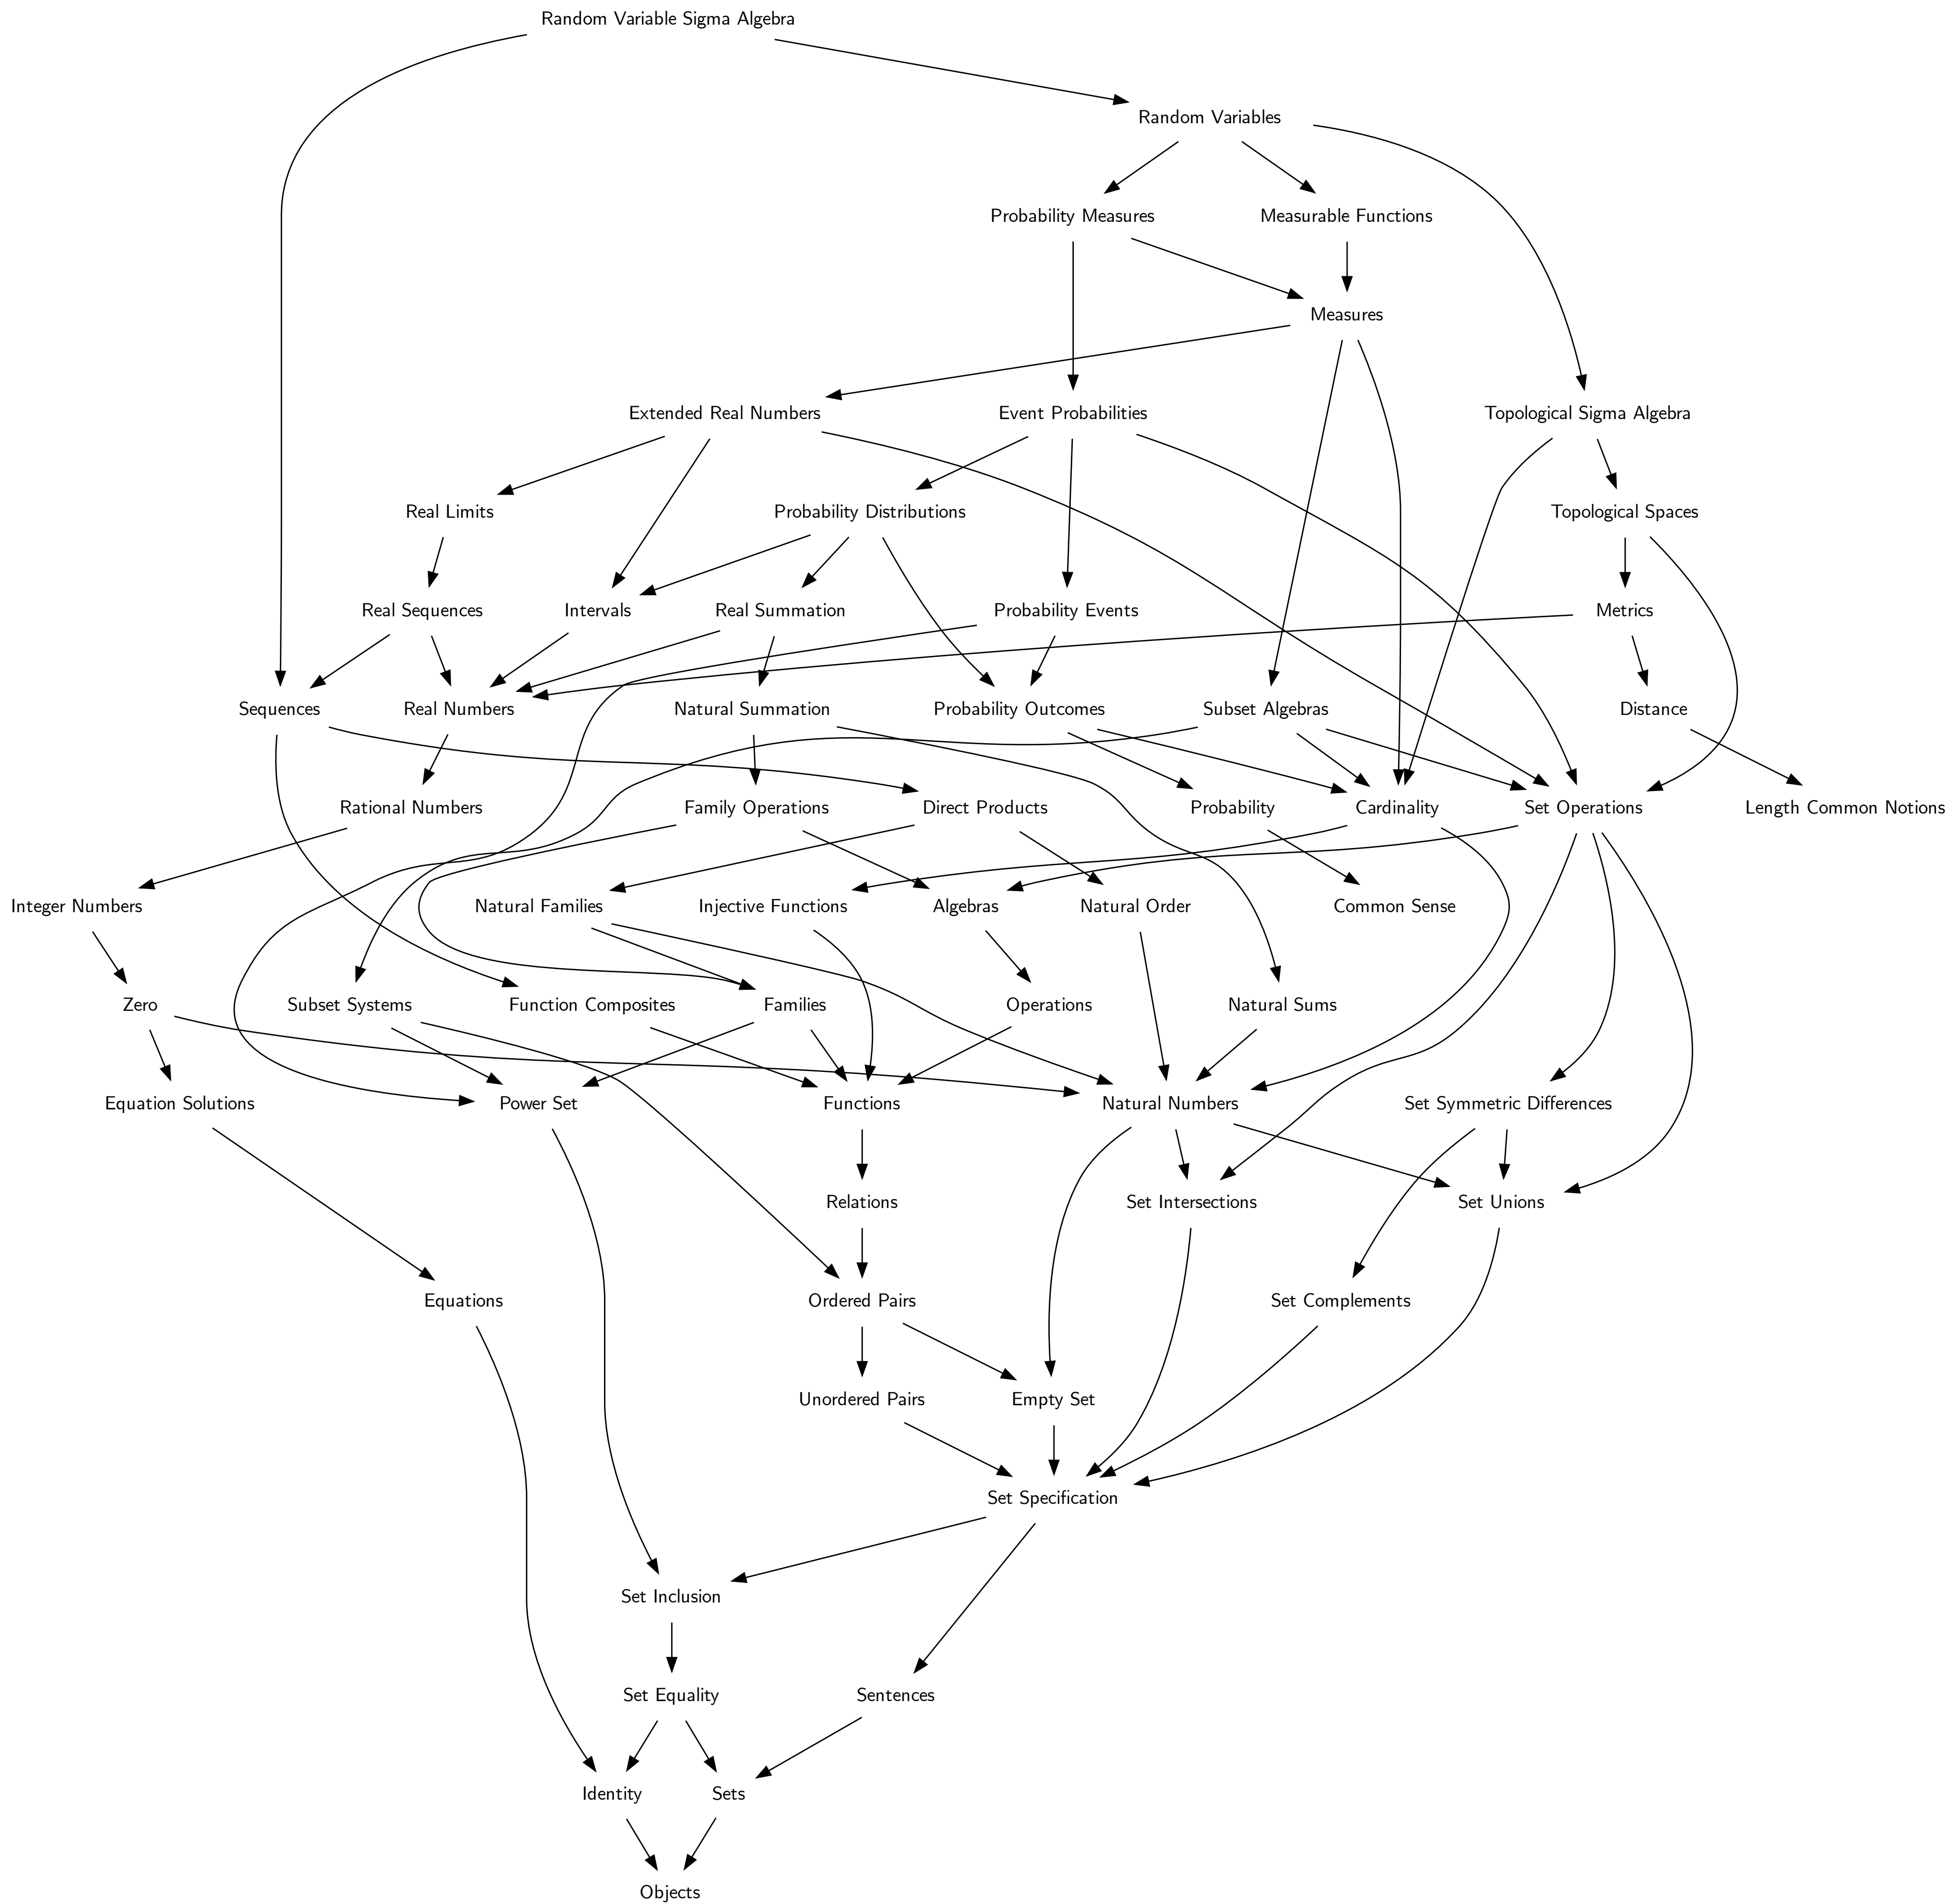 Random Variable Sigma Algebra
Random Variables
Probability Measures
Measurable Functions
Measures
Extended Real Numbers
Event Probabilities
Topological Sigma Algebra
Real Limits
Probability Distributions
Topological Spaces
Real Sequences
Intervals
Real Summation
Probability Events
Metrics
Sequences
Real Numbers
Natural Summation
Probability Outcomes
Subset Algebras
Distance
Rational Numbers
Family Operations
Direct Products
Probability
Cardinality
Set Operations
Length Common Notions
Integer Numbers
Natural Families
Injective Functions
Algebras
Natural Order
Common Sense
Zero
Subset Systems
Function Composites
Families
Operations
Natural Sums
Equation Solutions
Power Set
Functions
Natural Numbers
Set Symmetric Differences
Relations
Set Intersections
Set Unions
Equations
Ordered Pairs
Set Complements
Unordered Pairs
Empty Set
Set Specification
Set Inclusion
Set Equality
Sentences
Identity
Sets
Objects